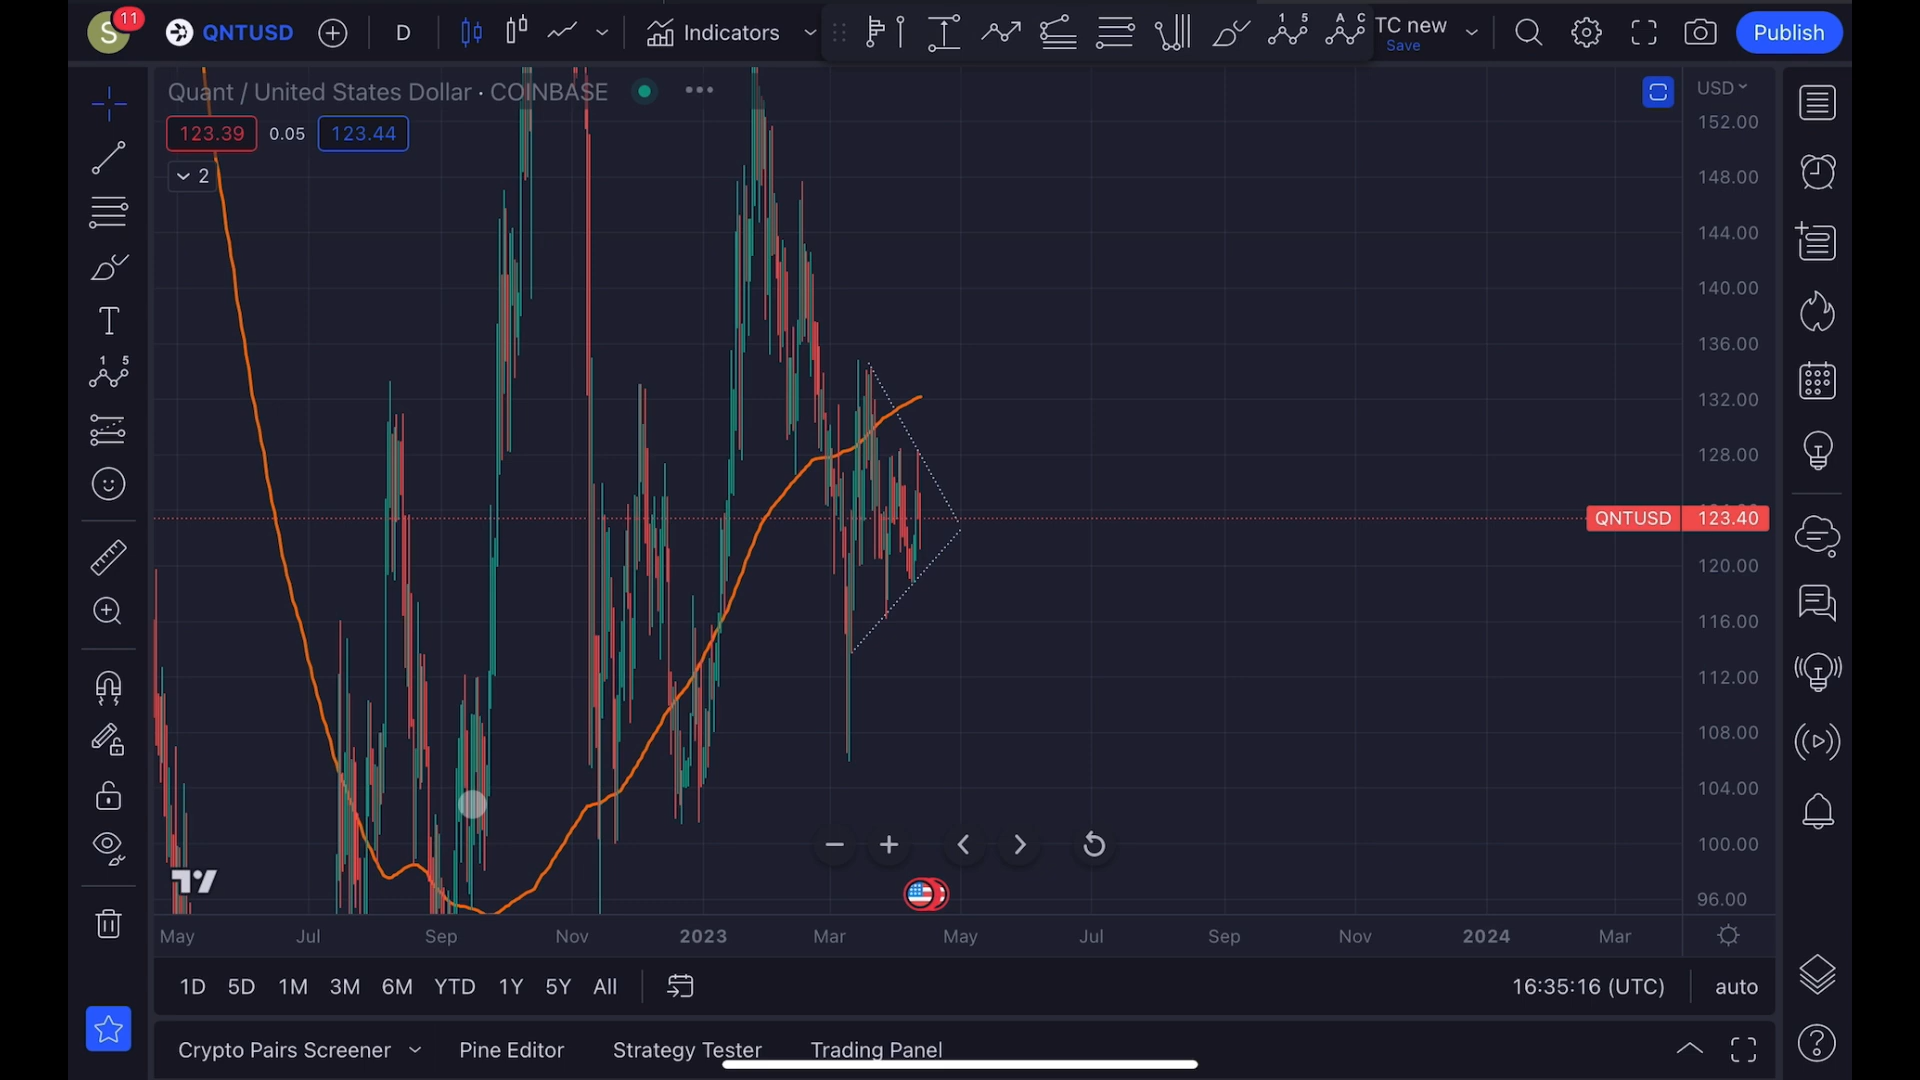 S 11 QNTUSD D Indicators 1 5 A C TC new Save Publish
Quant / United States Dollar · COINBASE
USD
123.39 0.05 123.44
2
152.00
148.00
144.00
140.00
136.00
132.00
128.00
QNTUSD 123.40
120.00
116.00
112.00
108.00
104.00
100.00
96.00
T
1 5
May Jul Sep Nov 2023 Mar May Jul Sep Nov 2024 Mar
1D 5D 1M 3M 6M YTD 1Y 5Y All 16:35:16 (UTC) auto
Crypto Pairs Screener Pine Editor Strategy Tester Trading Panel